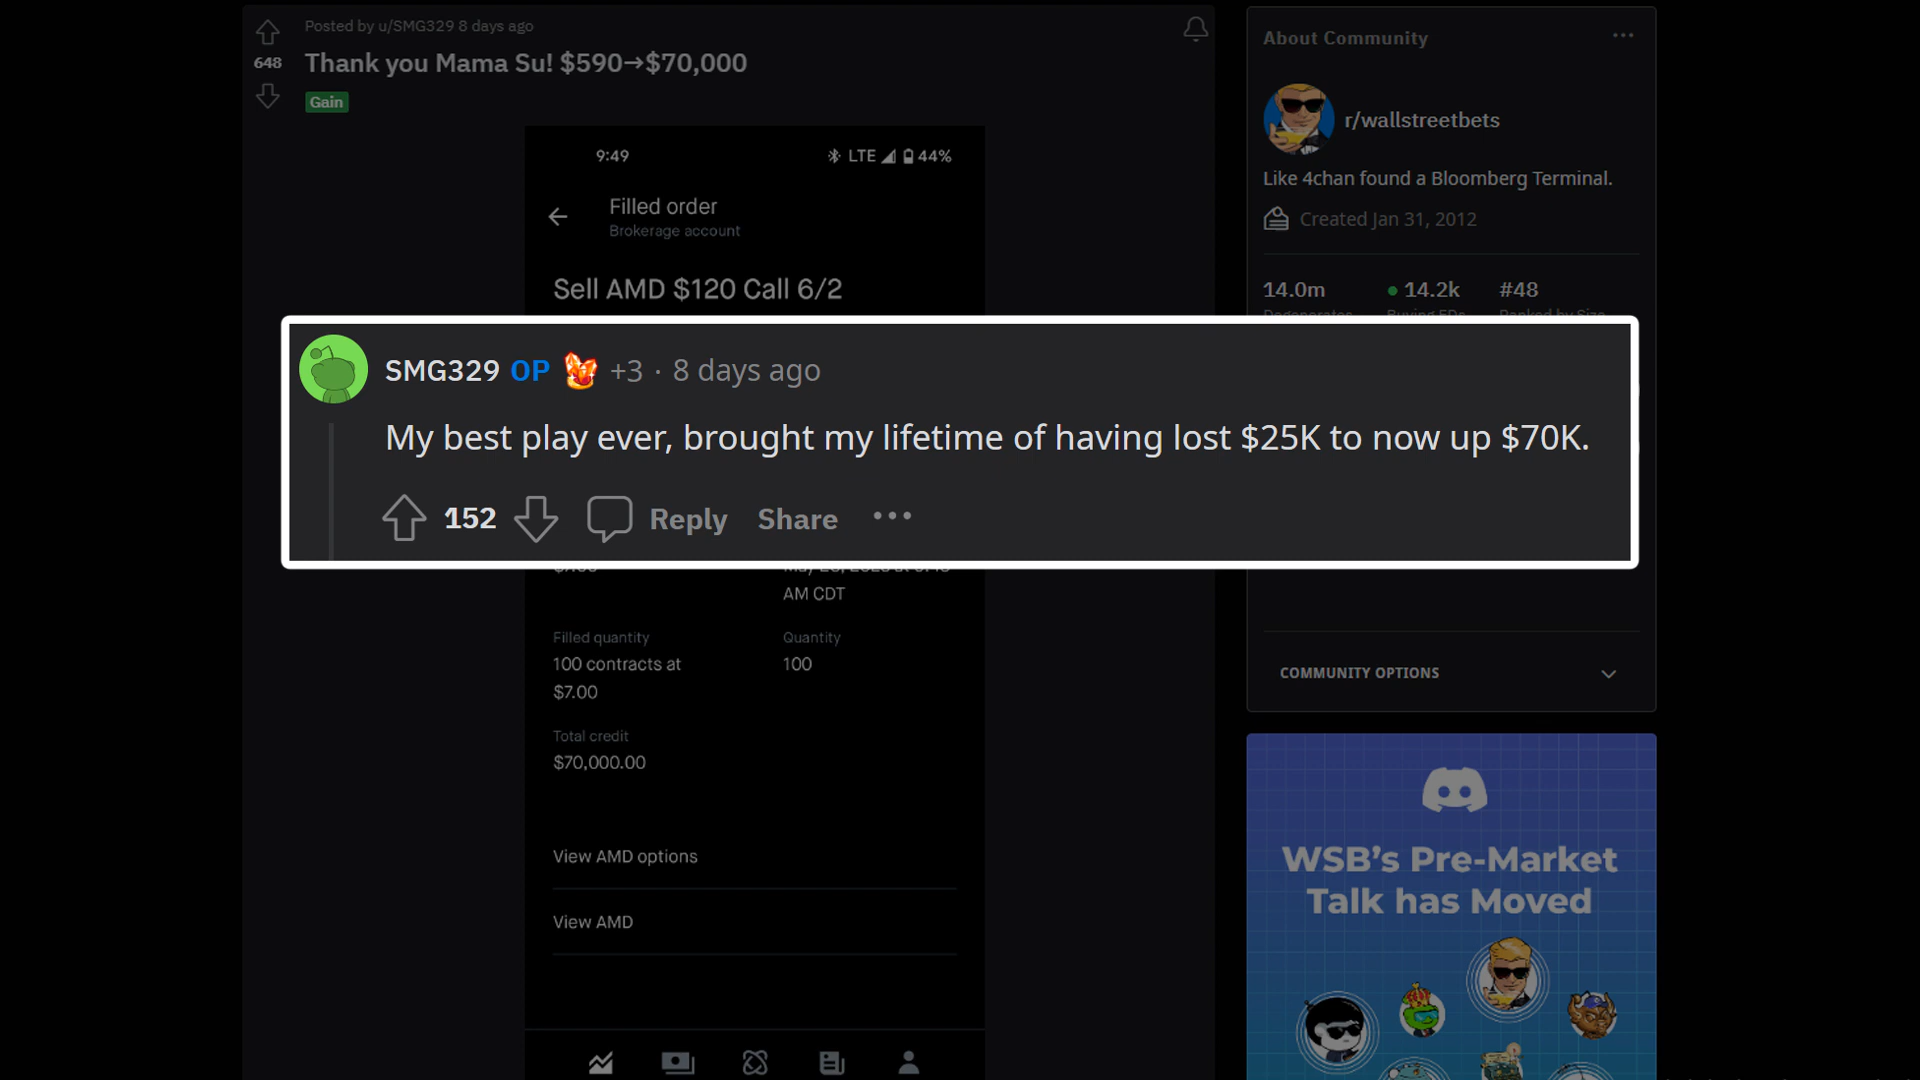 Posted by u/SMG329 8 days ago
648
Thank you Mama Su! $590→$70,000
Gain
9:49
LTE 44%
Filled order
Brokerage account
Sell AMD $120 Call 6/2
SMG329 OP +3 · 8 days ago
My best play ever, brought my lifetime of having lost $25K to now up $70K.
152 Reply Share ...
AM CDT
Filled quantity
Quantity
100 contracts at
$7.00
100
Total credit
$70,000.00
View AMD options
View AMD
About Community
r/wallstreetbets
Like 4chan found a Bloomberg Terminal.
Created Jan 31, 2012
14.0m 14.2k #48
COMMUNITY OPTIONS
WSB's Pre-Market
Talk has Moved